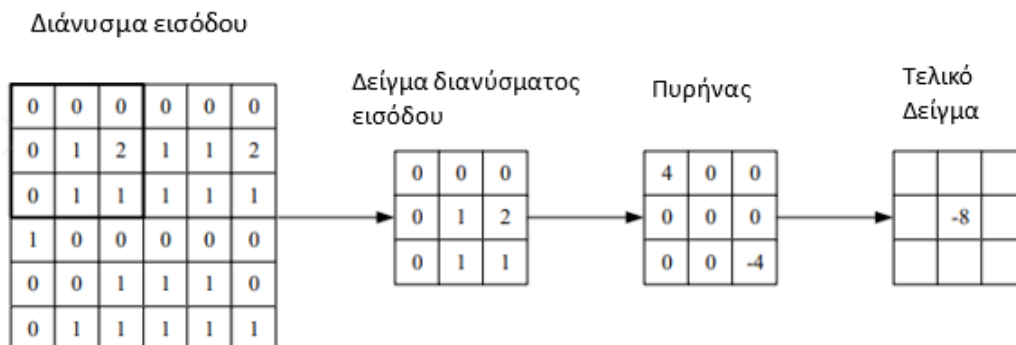 Διάνυσμα εισόδου
0 0 0 0 0 0
0 1 2 1 1 2
0 1 1 1 1 1
1 0 0 0 0 0
0 0 1 1 1 0
0 1 1 1 1 1
Δείγμα διανύσματος
εισόδου
0 0 0
0 1 2
0 1 1
Πυρήνας
4 0 0
0 0 0
0 0 -4
Τελικό
Δείγμα
-8